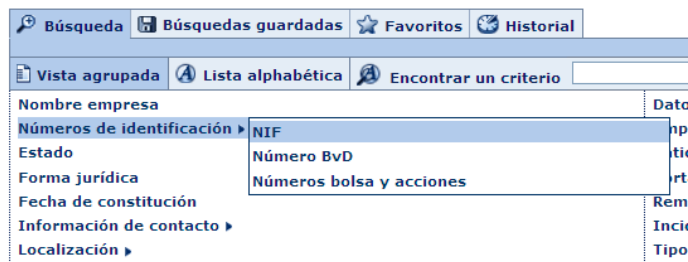 Búsqueda Búsquedas guardadas Favoritos Historial
Vista agrupada Lista alphabética Encontrar un criterio
Nombre empresa
Números de identificación
NIF
Número BvD
Números bolsa y acciones
Estado
Forma jurídica
Fecha de constitución
Información de contacto
Localización
Dato
Rem
Tipo